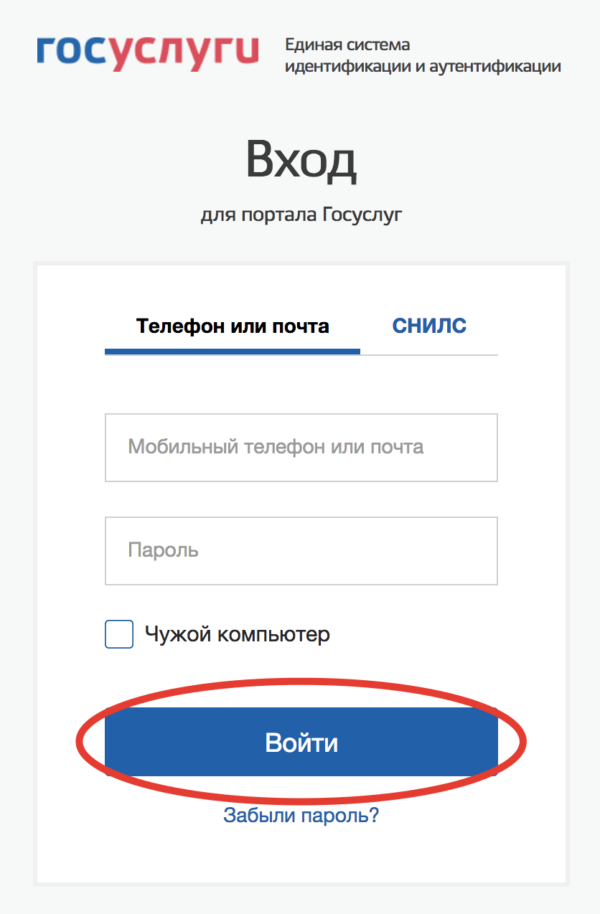 госуслуги
Единая система
идентификации и аутентификации
Вход
для портала Госуслуг
Телефон или почта
СНИЛС
Мобильный телефон или почта
Пароль
Чужой компьютер
Войти
Забыли пароль?